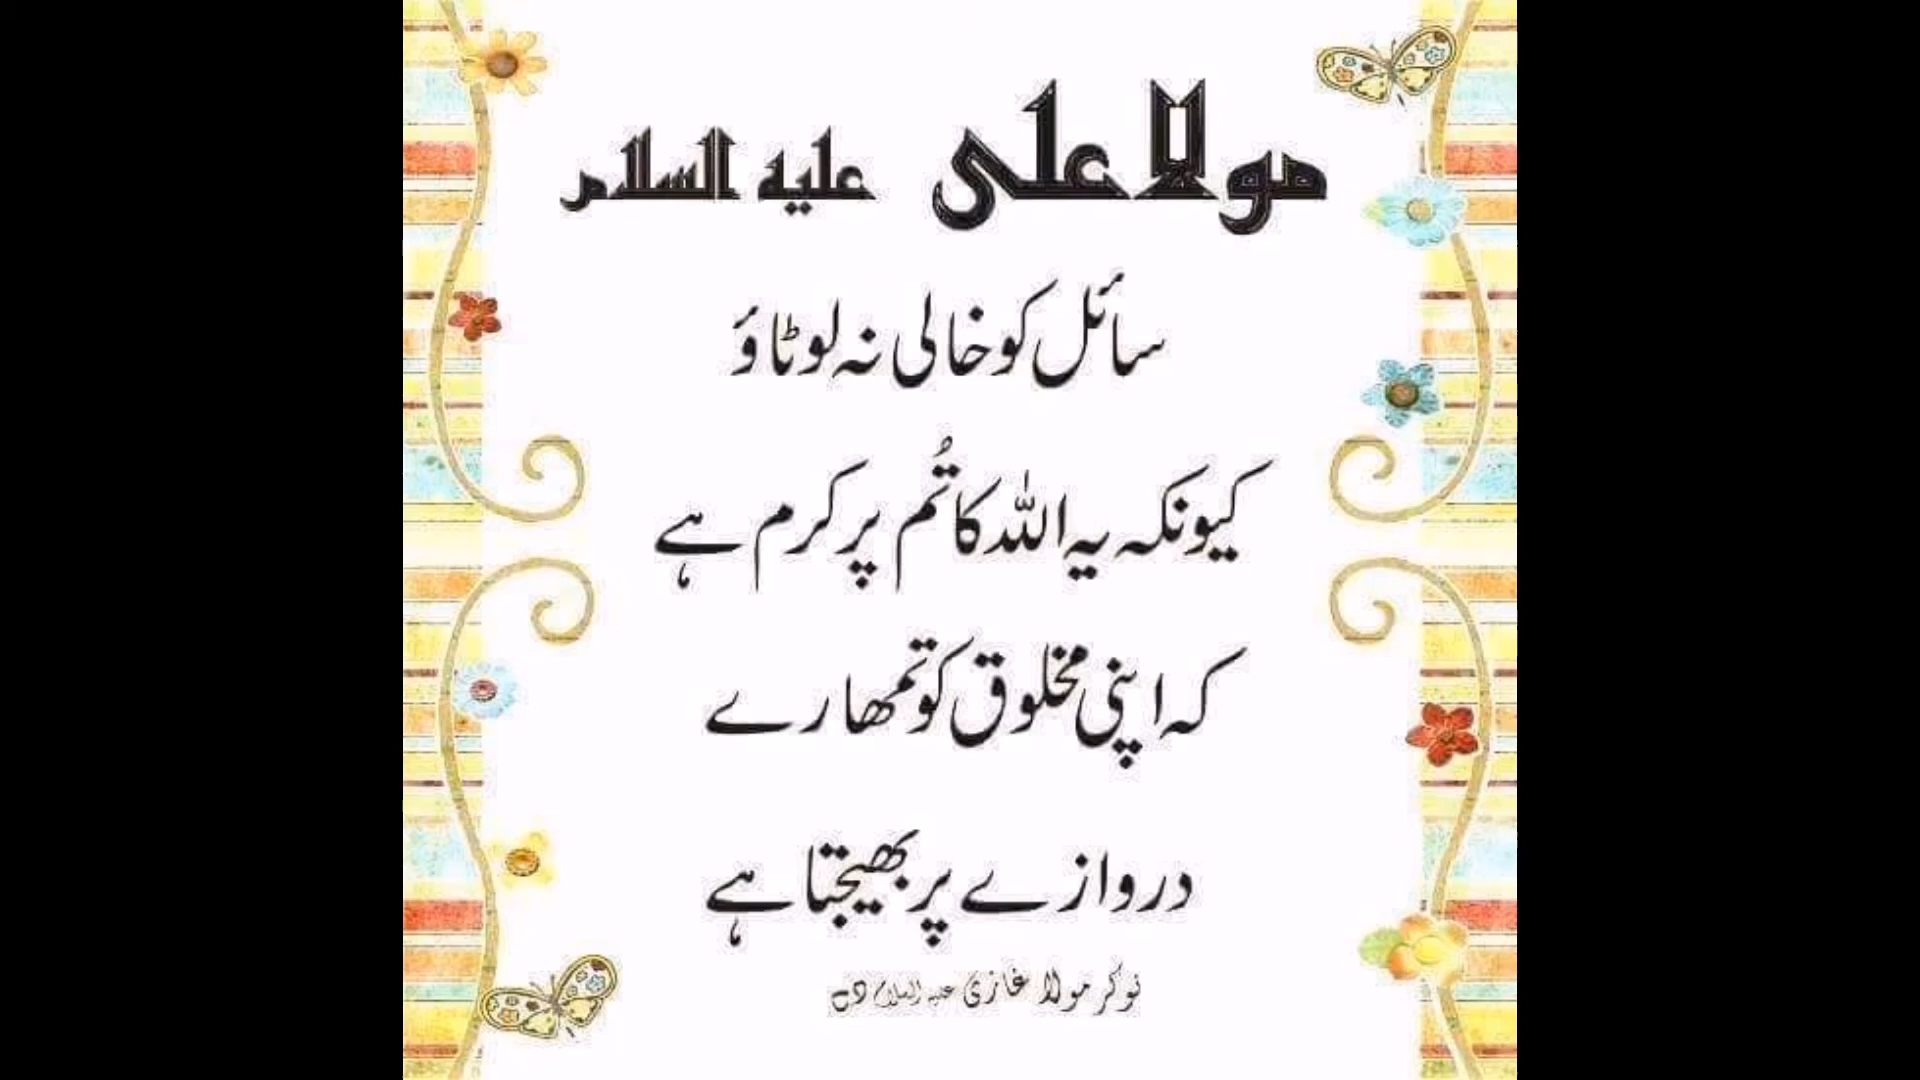 مولا علی علیہ السلام
سائل کو خالی نہ لوٹاؤ
کیونکہ یہ اللہ کا تُم پر کرم ہے
کہ اپنی مخلوق کو تمھارے
دروازے پر بھیجتا ہے
نوکر مولا غازی علیہ السلام دے